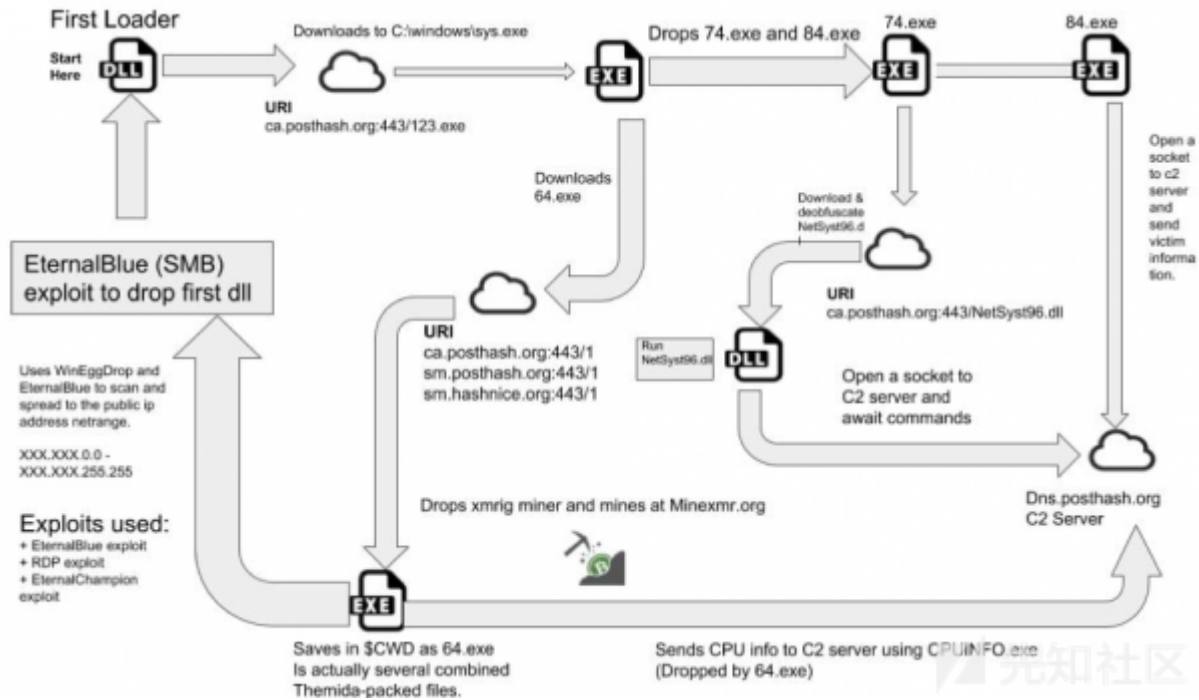 First Loader
Start
Here
DLL
Downloads to C:\windows\sys.exe
URI
ca.posthash.org:443/123.exe
EXE
Drops 74.exe and 84.exe
74.exe
EXE
84.exe
EXE
Downloads
64.exe
Download &
deobfuscate
NetSyst96.d
Open a
socket
to c2
server
and
send
victim
informa
tion.
EternalBlue (SMB)
exploit to drop first dll
URI
ca.posthash.org:443/NetSyst96.dll
URI
ca.posthash.org:443/1
sm.posthash.org:443/1
sm.hashnice.org:443/1
Run
NetSyst96.dll
DLL
Open a socket to
C2 server and
await commands
Uses WinEggDrop and
EternalBlue to scan and
spread to the public ip
address netrange.
XXX.XXX.0.0 -
XXX.XXX.255.255
Dns.posthash.org
C2 Server
Drops xmrig miner and mines at Minexmr.org
Exploits used:
+ EternalBlue exploit
+ RDP exploit
+ EternalChampion
exploit
EXE
Saves in $CWD as 64.exe
Is actually several combined
Themida-packed files.
Sends CPU info to C2 server using CPUINFO.exe
(Dropped by 64.exe)
先知社区